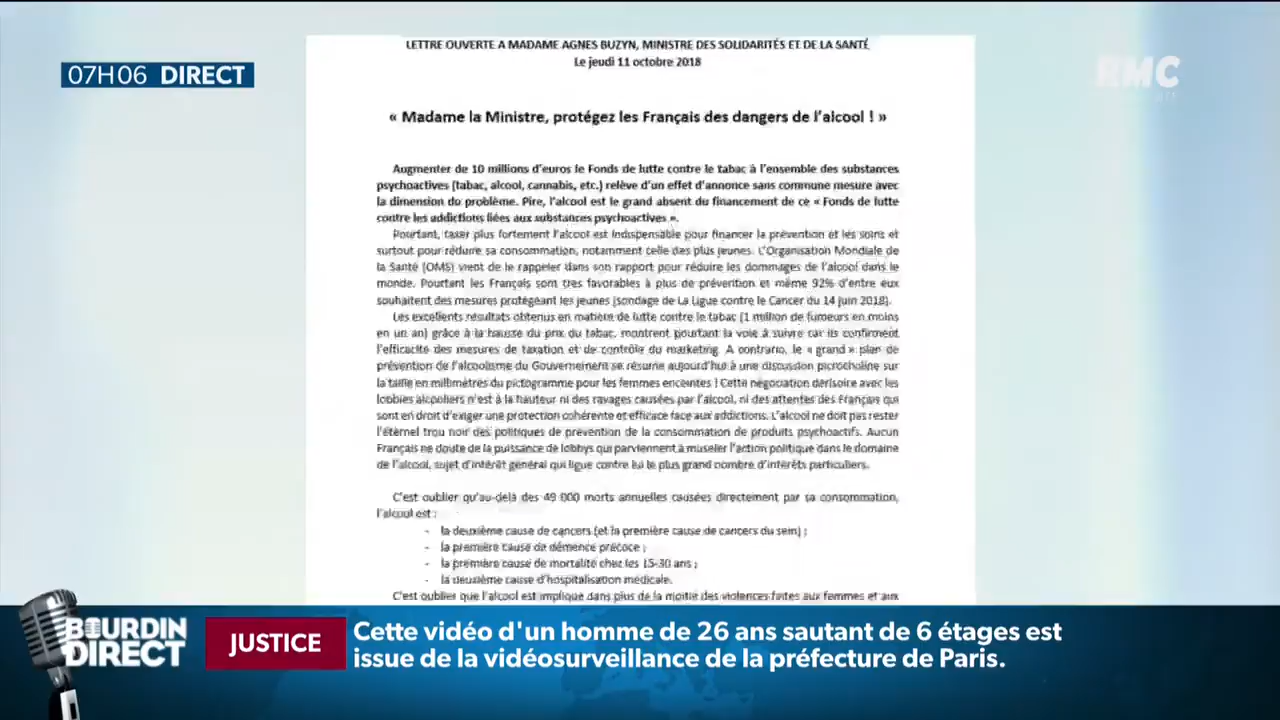 07H06 DIRECT
RMC
LETTRE OUVERTE A MADAME AGNES BUZYN, MINISTRE DES SOLIDARITÉS ET DE LA SANTÉ
Le jeudi 11 octobre 2018
« Madame la Ministre, protégez les Français des dangers de l'alcool ! »
Augmenter de 10 millions d'euros le Fonds de lutte contre le tabac à l'ensemble des substances
psychoactives (tabac, alcool, cannabis, etc.) relève d'un effet d'annonce sans commune mesure avec
la dimension du problème. Pire, l'alcool est le grand absent du financement de ce « Fonds de lutte
contre les addictions liées aux substances psychoactives ».
Pourtant, taxer plus fortement l'alcool est indispensable pour financer la prévention et les soins et
surtout pour réduire sa consommation, notamment celle des plus jeunes. L'Organisation Mondiale de
la Santé (OMS) vient de le rappeler dans son rapport pour réduire les dommages de l'alcool dans le
monde. Pourtant les Français sont tres favorables à plus de prévention et même 92% d'entre eux
souhaitent des mesures protégeant les jeunes (sondage de La Ligue contre le Cancer du 14 juin 2018).
Les excellents résultats obtenus en matière de lutte contre le tabac (1 million de fumeurs en moins
en un an) grâce à la hausse du prix du tabac, montrent pourtant la voie à suivre car ils confirment
l'efficacité des mesures de taxation et de contrôle du marketing. A contrario, le « grand » plan de
prévention de l'alcoolisme du Gouvernement se résume aujourd'hui à une discussion picrocholine sur
la taille en millimètres du pictogramme pour les femmes enceintes ! Cette négociation dérisoire avec les
lobbies alcooliers n'est à la hauteur ni des ravages causées par l'alcool, ni des attentes des Français qui
sont en droit d'exiger une protection cohérente et efficace face aux addictions. L'alcool ne doit pas rester
l'éternel trou noir des politiques de prévention de la consommation de produits psychoactifs. Aucun
Français ne doute de la puissance de lobbys qui parviennent à museler l'action politique dans le domaine
de l'alcool, sujet d'intérêt général qui ligue contre lui le plus grand nombre d'intérêts particuliers.
C'est oublier qu'au-delà des 49 000 morts annuelles causées directement par sa consommation,
l'alcool est :
- la deuxième cause de cancers (et la première cause de cancers du sein) ;
- la première cause de démence précoce ;
- la première cause de mortalité chez les 15-30 ans ;
- la deuxième cause d'hospitalisation médicale.
C'est oublier que l'alcool est impliqué dans plus de la moitié des violences faites aux femmes et aux
BOURDIN
DIRECT
JUSTICE
Cette vidéo d'un homme de 26 ans sautant de 6 étages est
issue de la vidéosurveillance de la préfecture de Paris.